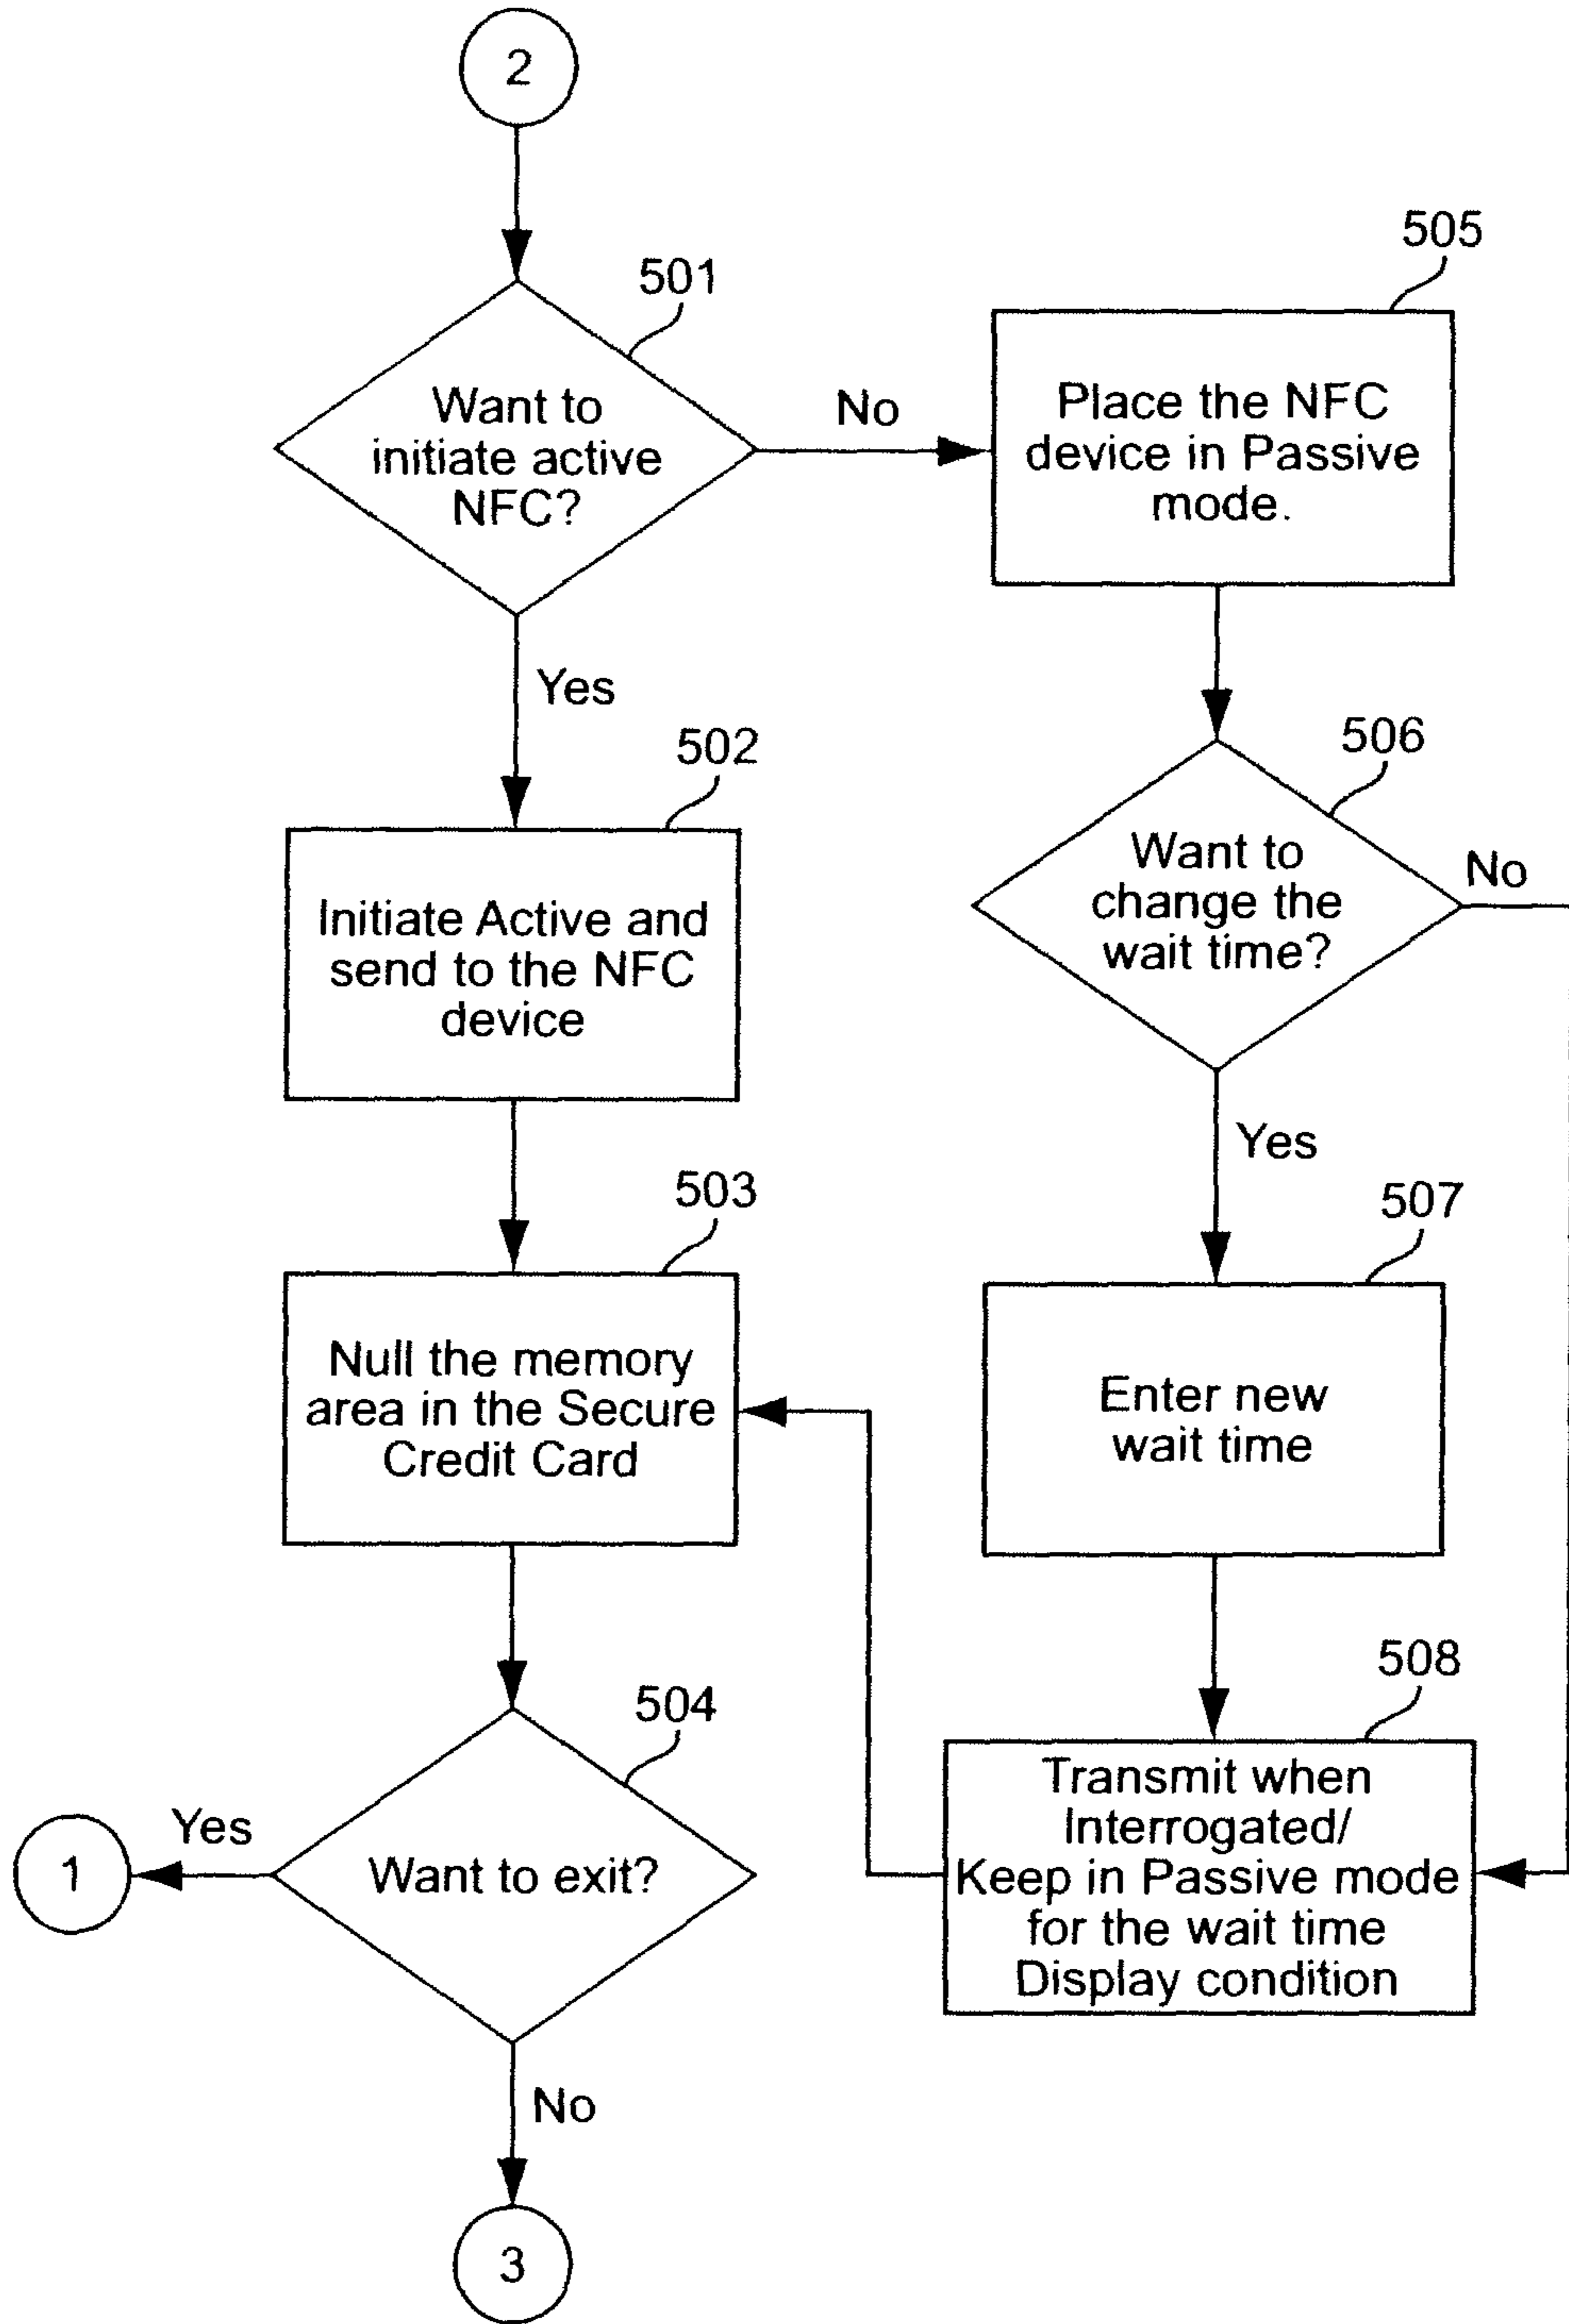 2
501
Want to
initiate active
NFC?
No
Yes
505
Place the NFC
device in Passive
mode.
502
Initiate Active and
send to the NFC
device
506
Want to
change the
wait time?
No
Yes
503
Null the memory
area in the Secure
Credit Card
507
Enter new
wait time
504
Want to exit?
Yes
1
No
3
508
Transmit when
Interrogated/
Keep in Passive mode
for the wait time
Display condition